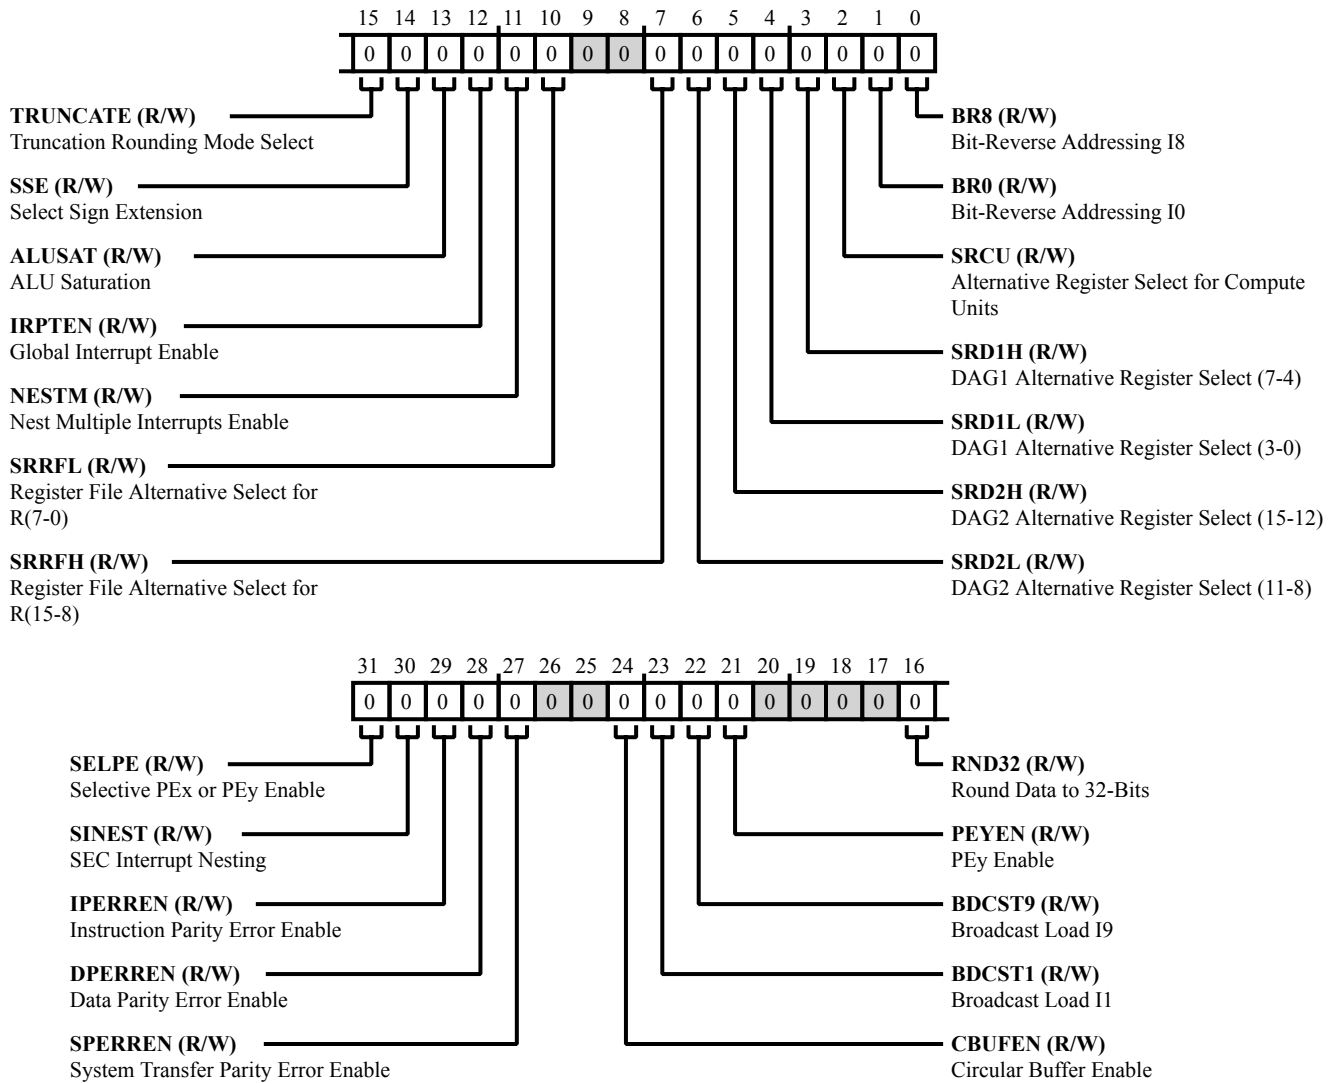 15 14 13 12 11 10 9 8 7 6 5 4 3 2 1 0
0 0 0 0 0 0 0 0 0 0 0 0 0 0 0 0
TRUNCATE (R/W)
Truncation Rounding Mode Select
SSE (R/W)
Select Sign Extension
ALUSAT (R/W)
ALU Saturation
IRPTEN (R/W)
Global Interrupt Enable
NESTM (R/W)
Nest Multiple Interrupts Enable
SRRFL (R/W)
Register File Alternative Select for
R(7-0)
SRRFH (R/W)
Register File Alternative Select for
R(15-8)
BR8 (R/W)
Bit-Reverse Addressing I8
BR0 (R/W)
Bit-Reverse Addressing I0
SRCU (R/W)
Alternative Register Select for Compute
Units
SRD1H (R/W)
DAG1 Alternative Register Select (7-4)
SRD1L (R/W)
DAG1 Alternative Register Select (3-0)
SRD2H (R/W)
DAG2 Alternative Register Select (15-12)
SRD2L (R/W)
DAG2 Alternative Register Select (11-8)
31 30 29 28 27 26 25 24 23 22 21 20 19 18 17 16
0 0 0 0 0 0 0 0 0 0 0 0 0 0 0 0
SELPE (R/W)
Selective PEx or PEy Enable
SINEST (R/W)
SEC Interrupt Nesting
IPERREN (R/W)
Instruction Parity Error Enable
DPERREN (R/W)
Data Parity Error Enable
SPERREN (R/W)
System Transfer Parity Error Enable
RND32 (R/W)
Round Data to 32-Bits
PEYEN (R/W)
PEy Enable
BDCST9 (R/W)
Broadcast Load I9
BDCST1 (R/W)
Broadcast Load I1
CBUFEN (R/W)
Circular Buffer Enable